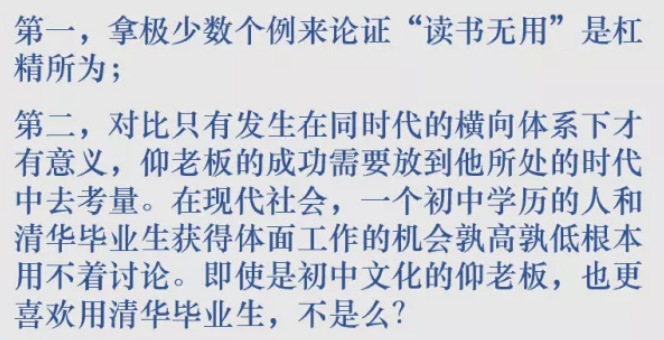 第一，拿极少数个例来论证“读书无用”是杠
精所为；
第二，对比只有发生在同时代的横向体系下才
有意义，仰老板的成功需要放到他所处的时代
中去考量。在现代社会，一个初中学历的人和
清华毕业生获得体面工作的机会孰高孰低根本
用不着讨论。即使是初中文化的仰老板，也更
喜欢用清华毕业生，不是么？